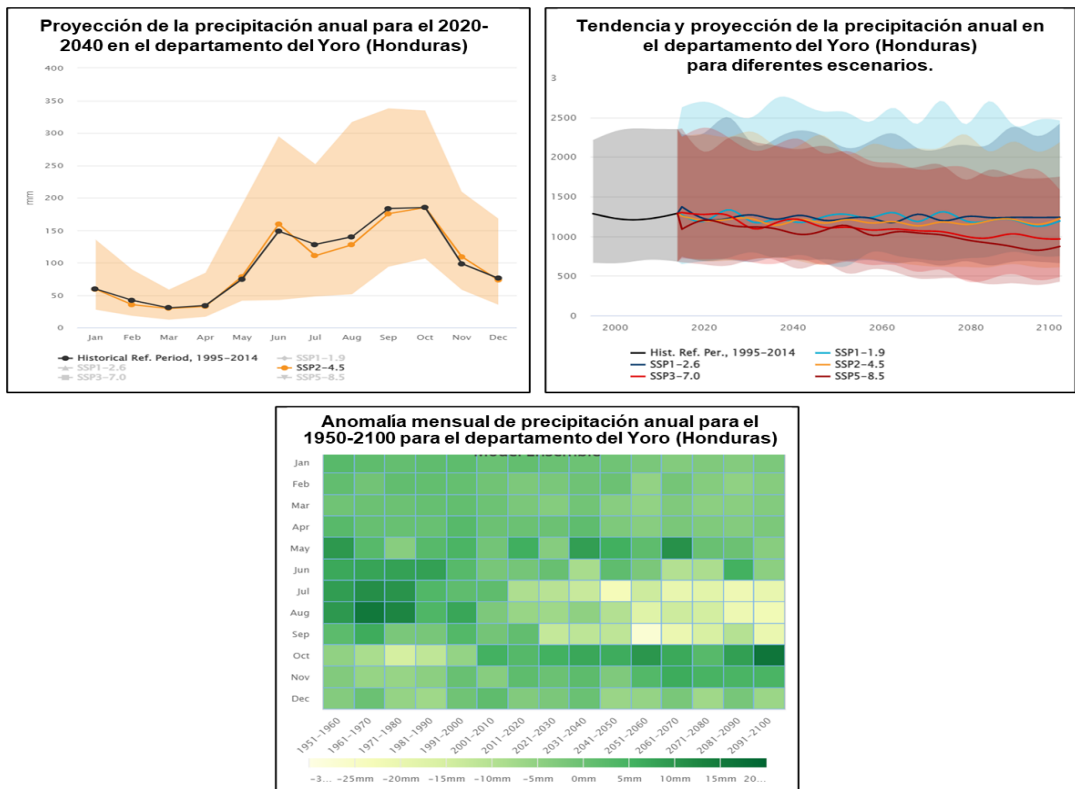 Proyección de la precipitación anual para el 2020-
2040 en el departamento del Yoro (Honduras)
400
350
300
250
200
150
100
50
0
mm
Jan Feb Mar Apr May Jun Jul Aug Sep Oct Nov Dec
Historical Ref. Period, 1995-2014 SSP1-1.9
SSP1-2.6 SSP2-4.5
SSP3-7.0 SSP5-8.5
Tendencia y proyección de la precipitación anual en
el departamento del Yoro (Honduras)
para diferentes escenarios.
3
2500
2000
1500
1000
500
0
2000 2020 2040 2060 2080 2100
Hist. Ref. Per., 1995-2014 SSP1-1.9
SSP1-2.6 SSP2-4.5
SSP3-7.0 SSP5-8.5
Anomalía mensual de precipitación anual para el
1950-2100 para el departamento del Yoro (Honduras)
Model Ensemble
Jan
Feb
Mar
Apr
May
Jun
Jul
Aug
Sep
Oct
Nov
Dec
1951-1960 1961-1970 1971-1980 1981-1990 1991-2000 2001-2010 2011-2020 2021-2030 2031-2040 2041-2050 2051-2060 2061-2070 2071-2080 2081-2090 2091-2100
-3... -25mm -20mm -15mm -10mm -5mm 0mm 5mm 10mm 15mm 20...